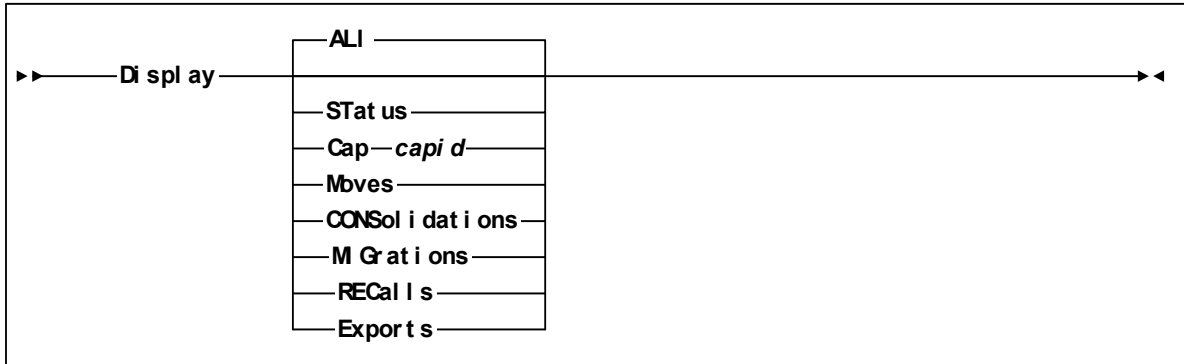 ALl
Display
STatus
Cap capid
Moves
CONSolidations
MIGrations
RECalls
Exports